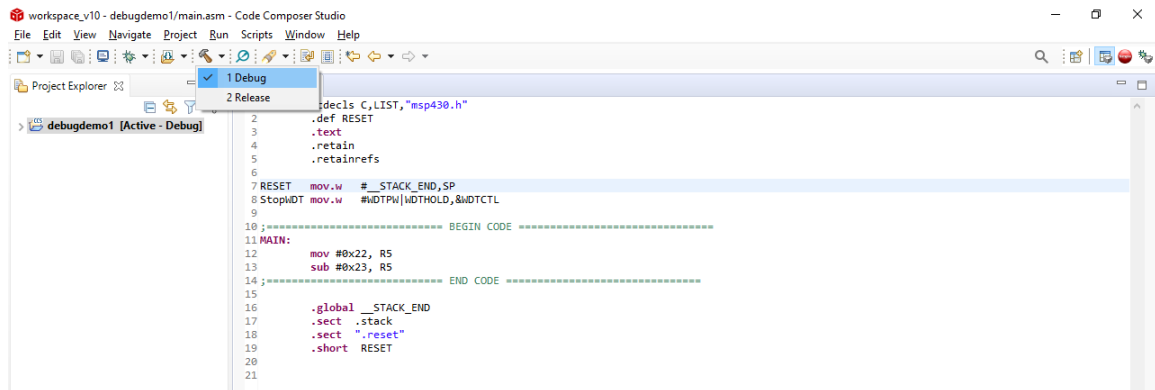 workspace_v10 - debugdemo1/main.asm - Code Composer Studio
File Edit View Navigate Project Run Scripts Window Help
1 Debug
2 Release
Project Explorer
debugdemo1 [Active - Debug]
cdecls C,LIST,"msp430.h"
2 .def RESET
3 .text
4 .retain
5 .retainrefs
6
7 RESET mov.w #__STACK_END,SP
8 StopWDT mov.w #WDTPW|WDTHOLD,&WDTCTL
9
10 ;============================ BEGIN CODE ===============================
11 MAIN:
12 mov #0x22, R5
13 sub #0x23, R5
14 ;============================ END CODE ===============================
15
16 .global __STACK_END
17 .sect .stack
18 .sect ".reset"
19 .short RESET
20
21